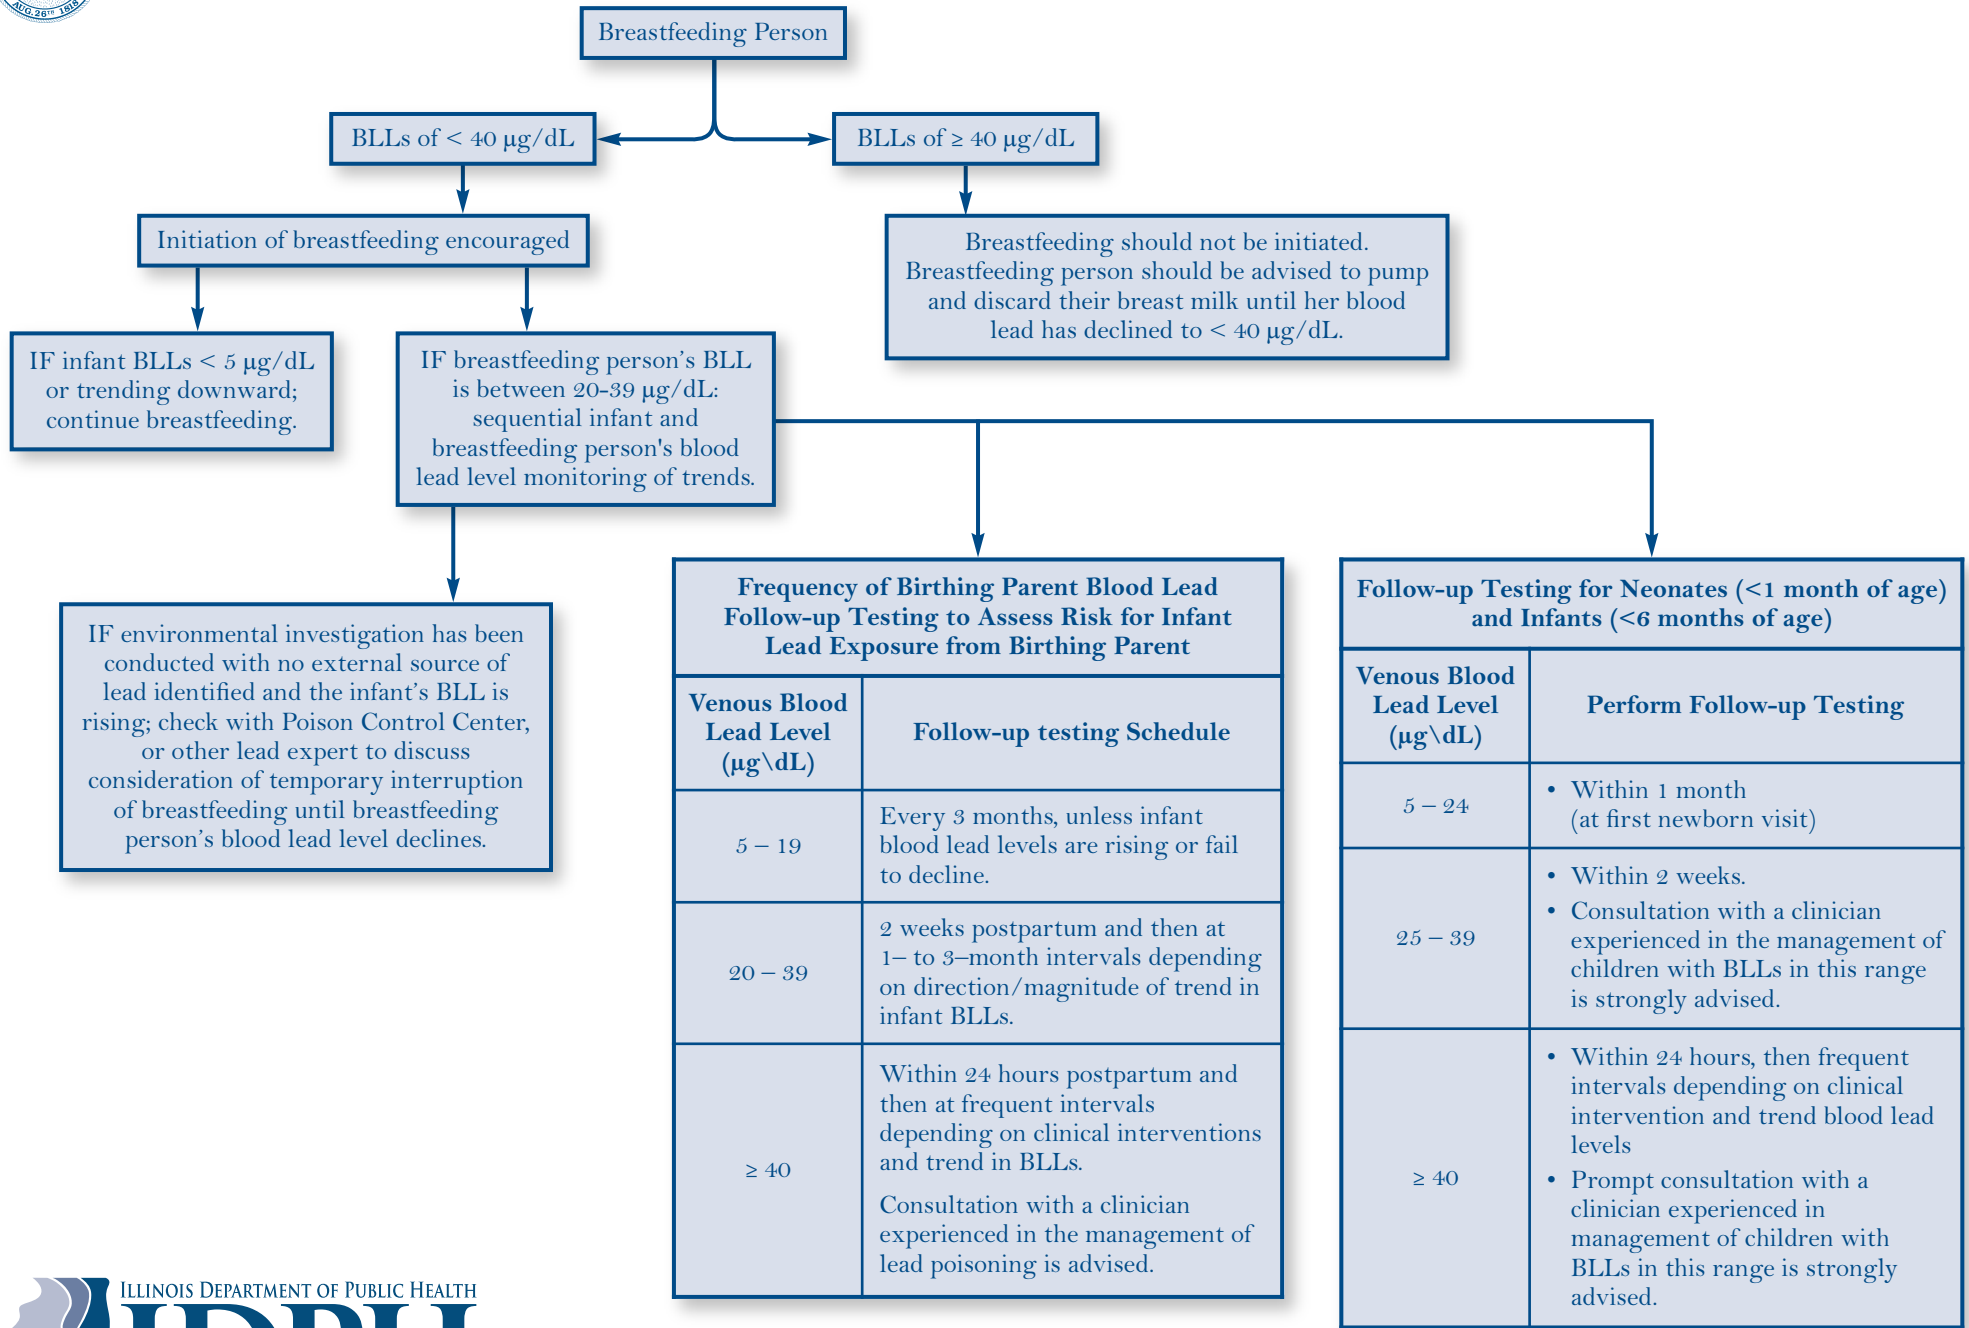 AUG. 26TH 1818
Breastfeeding Person
BLLs of < 40 µg/dL
BLLs of ≥ 40 µg/dL
Initiation of breastfeeding encouraged
Breastfeeding should not be initiated.
Breastfeeding person should be advised to pump
and discard their breast milk until her blood
lead has declined to < 40 µg/dL.
IF infant BLLs < 5 µg/dL
or trending downward;
continue breastfeeding.
IF breastfeeding person’s BLL
is between 20-39 µg/dL:
sequential infant and
breastfeeding person's blood
lead level monitoring of trends.
IF environmental investigation has been
conducted with no external source of
lead identified and the infant’s BLL is
rising; check with Poison Control Center,
or other lead expert to discuss
consideration of temporary interruption
of breastfeeding until breastfeeding
person’s blood lead level declines.
Frequency of Birthing Parent Blood Lead
Follow-up Testing to Assess Risk for Infant
Lead Exposure from Birthing Parent
Venous Blood
Lead Level
(µg\dL)
Follow-up testing Schedule
5 – 19
Every 3 months, unless infant
blood lead levels are rising or fail
to decline.
20 – 39
2 weeks postpartum and then at
1– to 3–month intervals depending
on direction/magnitude of trend in
infant BLLs.
≥ 40
Within 24 hours postpartum and
then at frequent intervals
depending on clinical interventions
and trend in BLLs.
Consultation with a clinician
experienced in the management of
lead poisoning is advised.
Follow-up Testing for Neonates (<1 month of age)
and Infants (<6 months of age)
Venous Blood
Lead Level
(µg\dL)
Perform Follow-up Testing
5 – 24
• Within 1 month
(at first newborn visit)
25 – 39
• Within 2 weeks.
• Consultation with a clinician
experienced in the management of
children with BLLs in this range
is strongly advised.
≥ 40
• Within 24 hours, then frequent
intervals depending on clinical
intervention and trend blood lead
levels
• Prompt consultation with a
clinician experienced in
management of children with
BLLs in this range is strongly
advised.
ILLINOIS DEPARTMENT OF PUBLIC HEALTH
IDPH